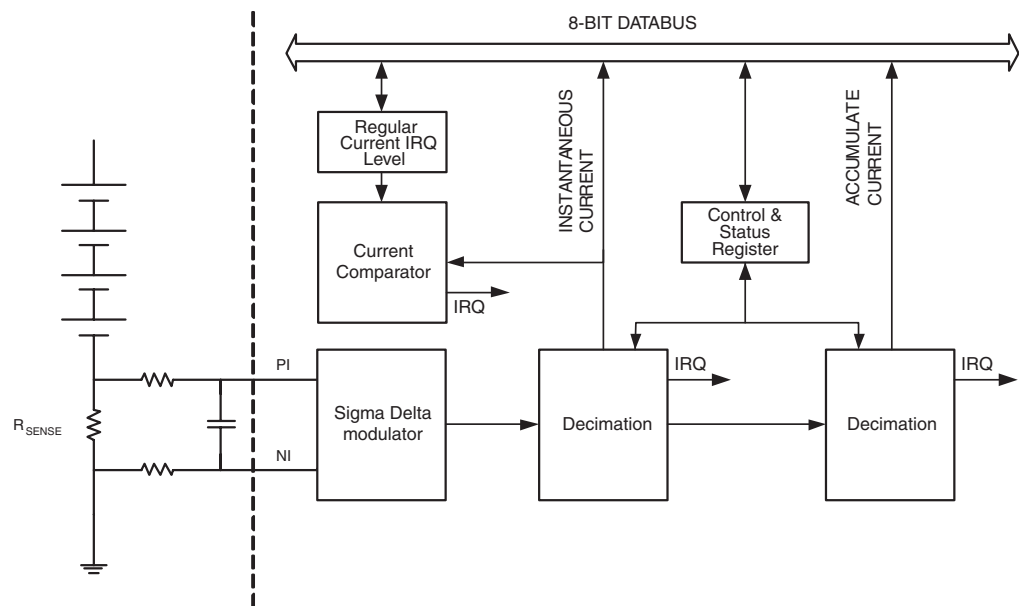 8-BIT DATABUS
Regular
Current IRQ
Level
INSTANTANEOUS
CURRENT
ACCUMULATE
CURRENT
Control &
Status
Register
Current
Comparator
IRQ
PI
IRQ
IRQ
Sigma Delta
modulator
Decimation
Decimation
RSENSE
NI